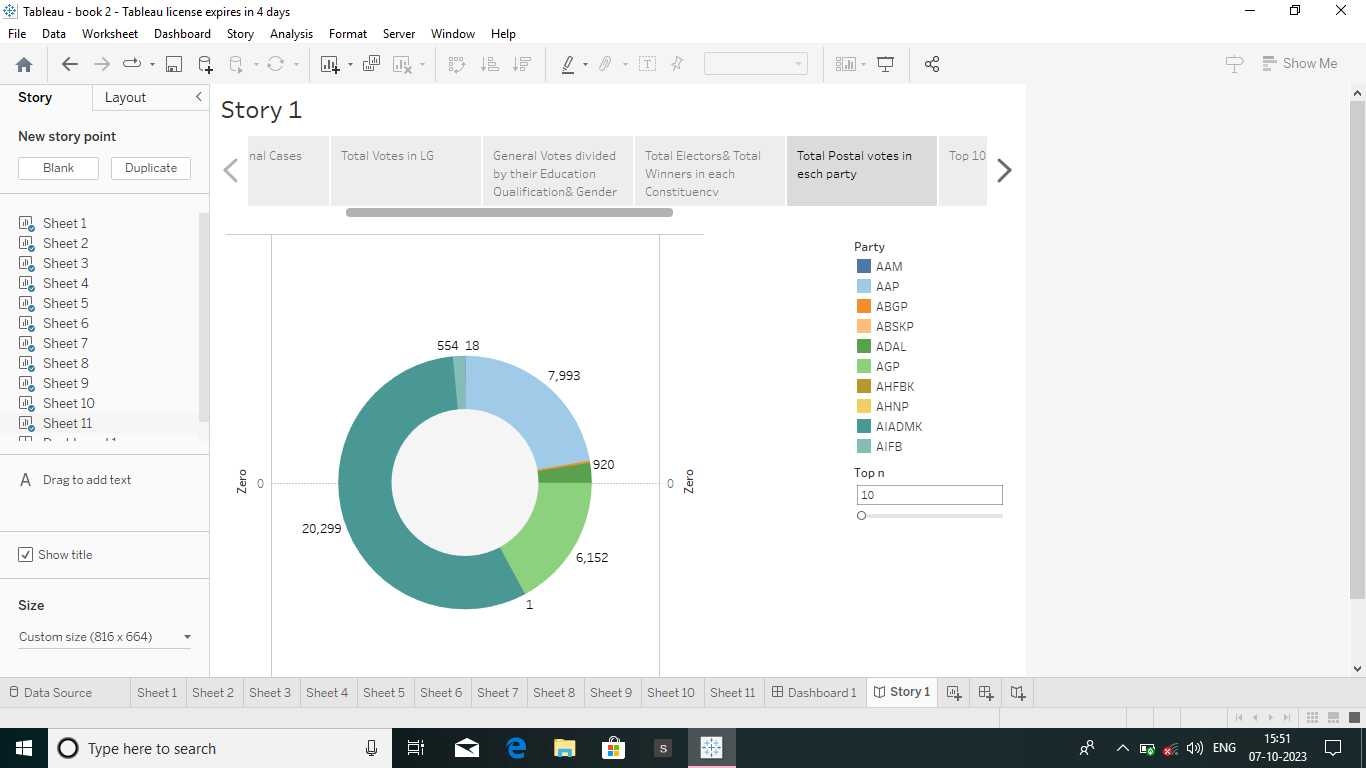 Tableau - book 2 - Tableau license expires in 4 days
File Data Worksheet Dashboard Story Analysis Format Server Window Help
Show Me
Story Layout
New story point
Blank Duplicate
Sheet 1
Sheet 2
Sheet 3
Sheet 4
Sheet 5
Sheet 6
Sheet 7
Sheet 8
Sheet 9
Sheet 10
Sheet 11
A Drag to add text
Show title
Size
Custom size (816 x 664)
Story 1
nal Cases
Total Votes in LG
General Votes divided
by their Education
Qualification& Gender
Total Electors& Total
Winners in each
Constituency
Total Postal votes in
esch party
Top 10
554 18
7,993
920
Zero 0
0 Zero
20,299
6,152
1
Party
AAM
AAP
ABGP
ABSKP
ADAL
AGP
AHFBK
AHNP
AIADMK
AIFB
Top n
10
Data Source Sheet 1 Sheet 2 Sheet 3 Sheet 4 Sheet 5 Sheet 6 Sheet 7 Sheet 8 Sheet 9 Sheet 10 Sheet 11 Dashboard 1 Story 1
Type here to search
S
ENG
15:51
07-10-2023